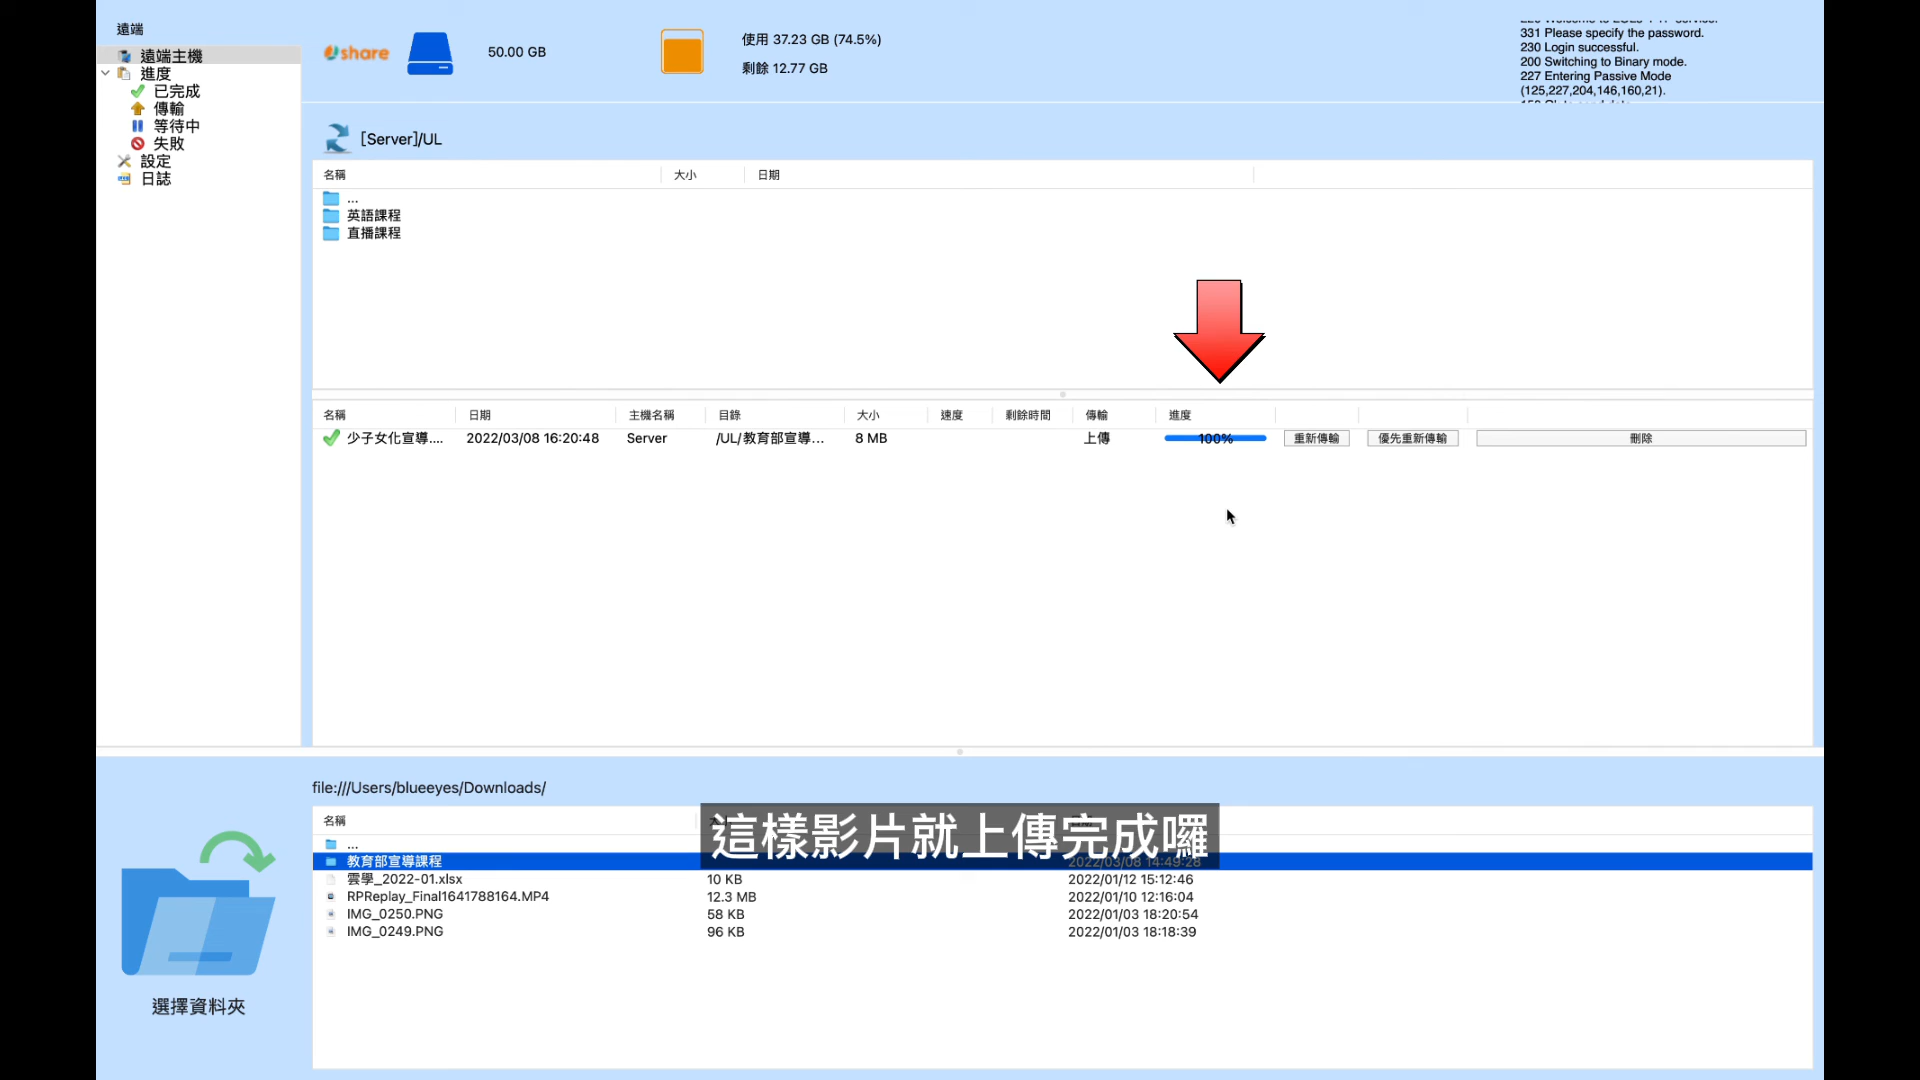 遠端
遠端主機
進度
已完成
傳輸
等待中
失敗
設定
日誌
share
50.00 GB
使用 37.23 GB (74.5%)
剩餘 12.77 GB
331 Please specify the password.
230 Login successful.
200 Switching to Binary mode.
227 Entering Passive Mode
(125,227,204,146,160,21).
[Server]/UL
名稱 大小 日期
...
英語課程
直播課程
名稱 日期 主機名稱 目錄 大小 速度 剩餘時間 傳輸 進度
少子女化宣導.... 2022/03/08 16:20:48 Server /UL/教育部宣導... 8 MB 上傳 100% 重新傳輸 優先重新傳輸 刪除
file:///Users/blueeyes/Downloads/
名稱
...
這樣影片就上傳完成囉
教育部宣導課程 2022/03/08 14:49:28
雲學_2022-01.xlsx 10 KB 2022/01/12 15:12:46
RPReplay_Final1641788164.MP4 12.3 MB 2022/01/10 12:16:04
IMG_0250.PNG 58 KB 2022/01/03 18:20:54
IMG_0249.PNG 96 KB 2022/01/03 18:18:39
選擇資料夾